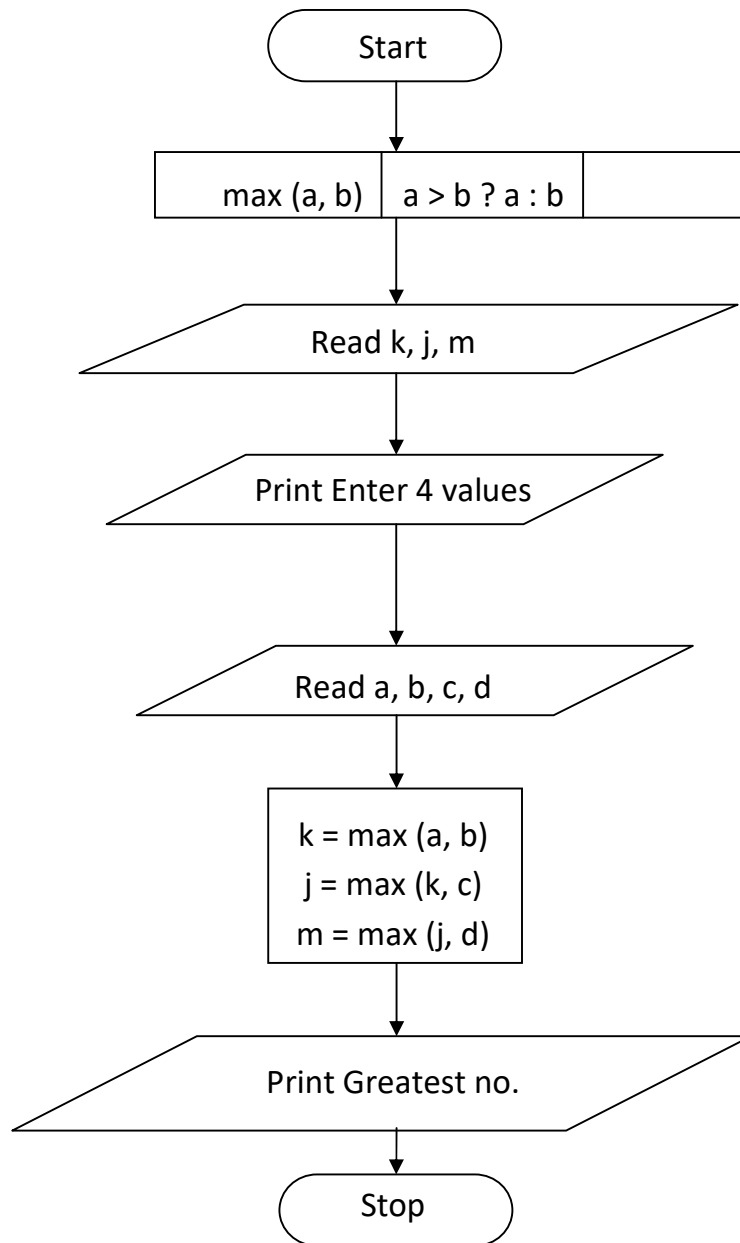 Start
max (a, b) a > b ? a : b
Read k, j, m
Print Enter 4 values
Read a, b, c, d
k = max (a, b)
j = max (k, c)
m = max (j, d)
Print Greatest no.
Stop